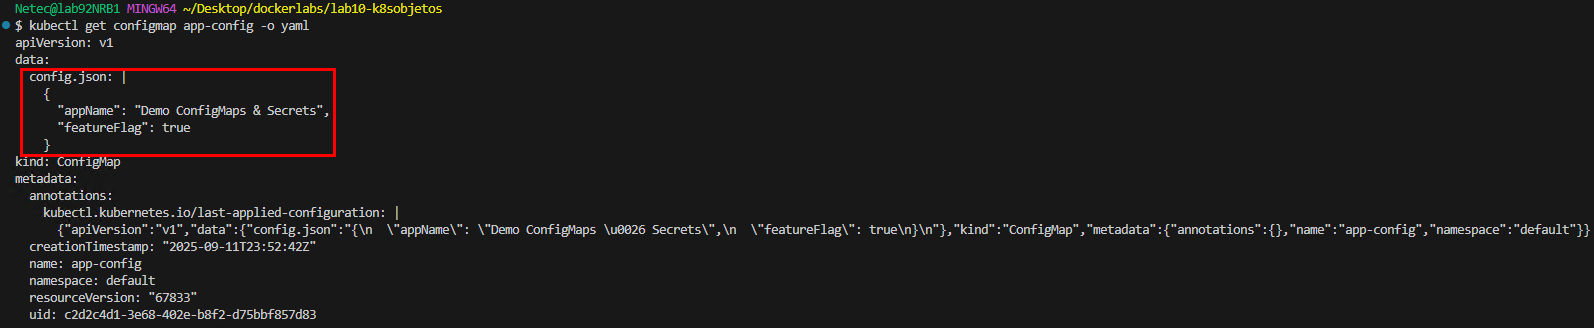 Netec@lab92NRB1 MINGW64 ~/Desktop/dockerlabs/lab10-k8sobjetos
$ kubectl get configmap app-config -o yaml
apiVersion: v1
data:
  config.json: |
    {
      "appName": "Demo ConfigMaps & Secrets",
      "featureFlag": true
    }
kind: ConfigMap
metadata:
  annotations:
    kubectl.kubernetes.io/last-applied-configuration: |
      {"apiVersion":"v1","data":{"config.json":"{\n  \"appName\": \"Demo ConfigMaps \u0026 Secrets\",\n  \"featureFlag\": true\n}\n"},"kind":"ConfigMap","metadata":{"annotations":{},"name":"app-config","namespace":"default"}}
  creationTimestamp: "2025-09-11T23:52:42Z"
  name: app-config
  namespace: default
  resourceVersion: "67833"
  uid: c2d2c4d1-3e68-402e-b8f2-d75bbf857d83